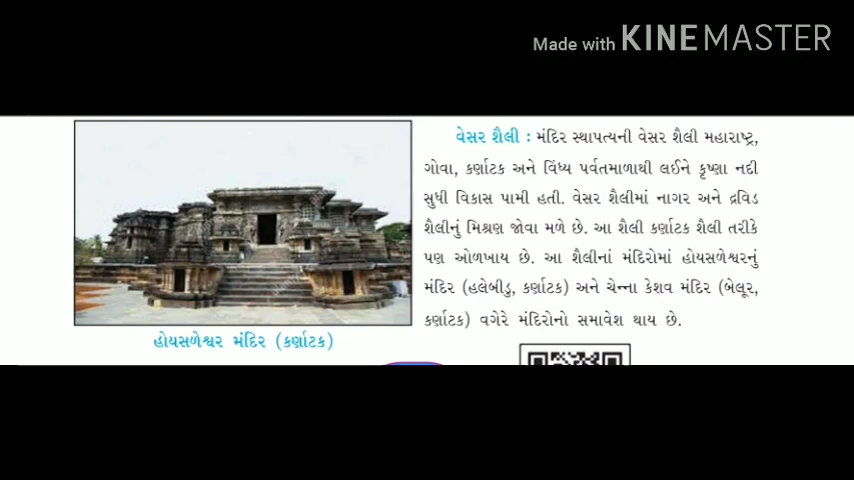 Made with KINEMASTER
વેસર શૈલી : મંદિર સ્થાપત્યની વેસર શૈલી મહારાષ્ટ્ર,
ગોવા, કર્ણાટક અને વિંધ્ય પર્વતમાળાથી લઈને કૃષ્ણા નદી
સુધી વિકાસ પામી હતી. વેસર શૈલીમાં નાગર અને દ્રવિડ
શૈલીનું મિશ્રણ જોવા મળે છે. આ શૈલી કર્ણાટક શૈલી તરીકે
પણ ઓળખાય છે. આ શૈલીનાં મંદિરોમાં હોયસળેશ્વરનું
મંદિર (હલેબીડુ, કર્ણાટક) અને ચેન્ના કેશવ મંદિર (બેલૂર,
કર્ણાટક) વગેરે મંદિરોનો સમાવેશ થાય છે.
હોયસળેશ્વર મંદિર (કર્ણાટક)